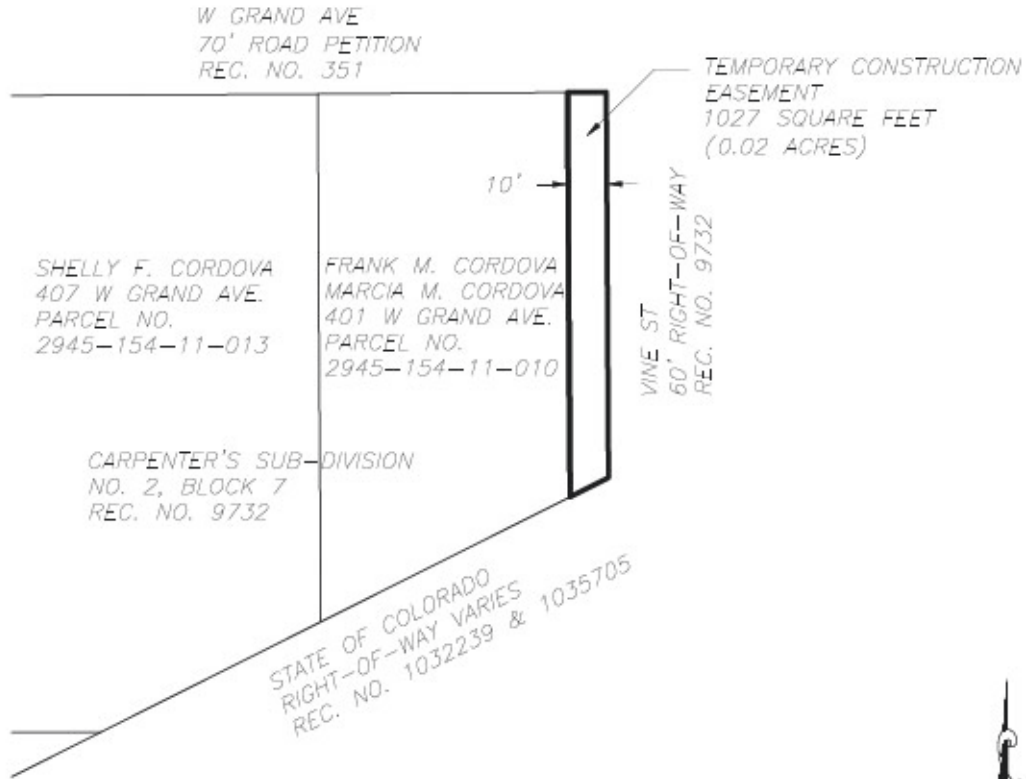 W GRAND AVE
70' ROAD PETITION
REC. NO. 351
TEMPORARY CONSTRUCTION
EASEMENT
1027 SQUARE FEET
(0.02 ACRES)
10'
VINE ST
60' RIGHT-OF-WAY
REC. NO. 9732
SHELLY F. CORDOVA
407 W GRAND AVE.
PARCEL NO.
2945-154-11-013
FRANK M. CORDOVA
MARCIA M. CORDOVA
401 W GRAND AVE.
PARCEL NO.
2945-154-11-010
CARPENTER'S SUB-DIVISION
NO. 2, BLOCK 7
REC. NO. 9732
STATE OF COLORADO
RIGHT-OF-WAY VARIES
REC. NO. 1032239 & 1035705